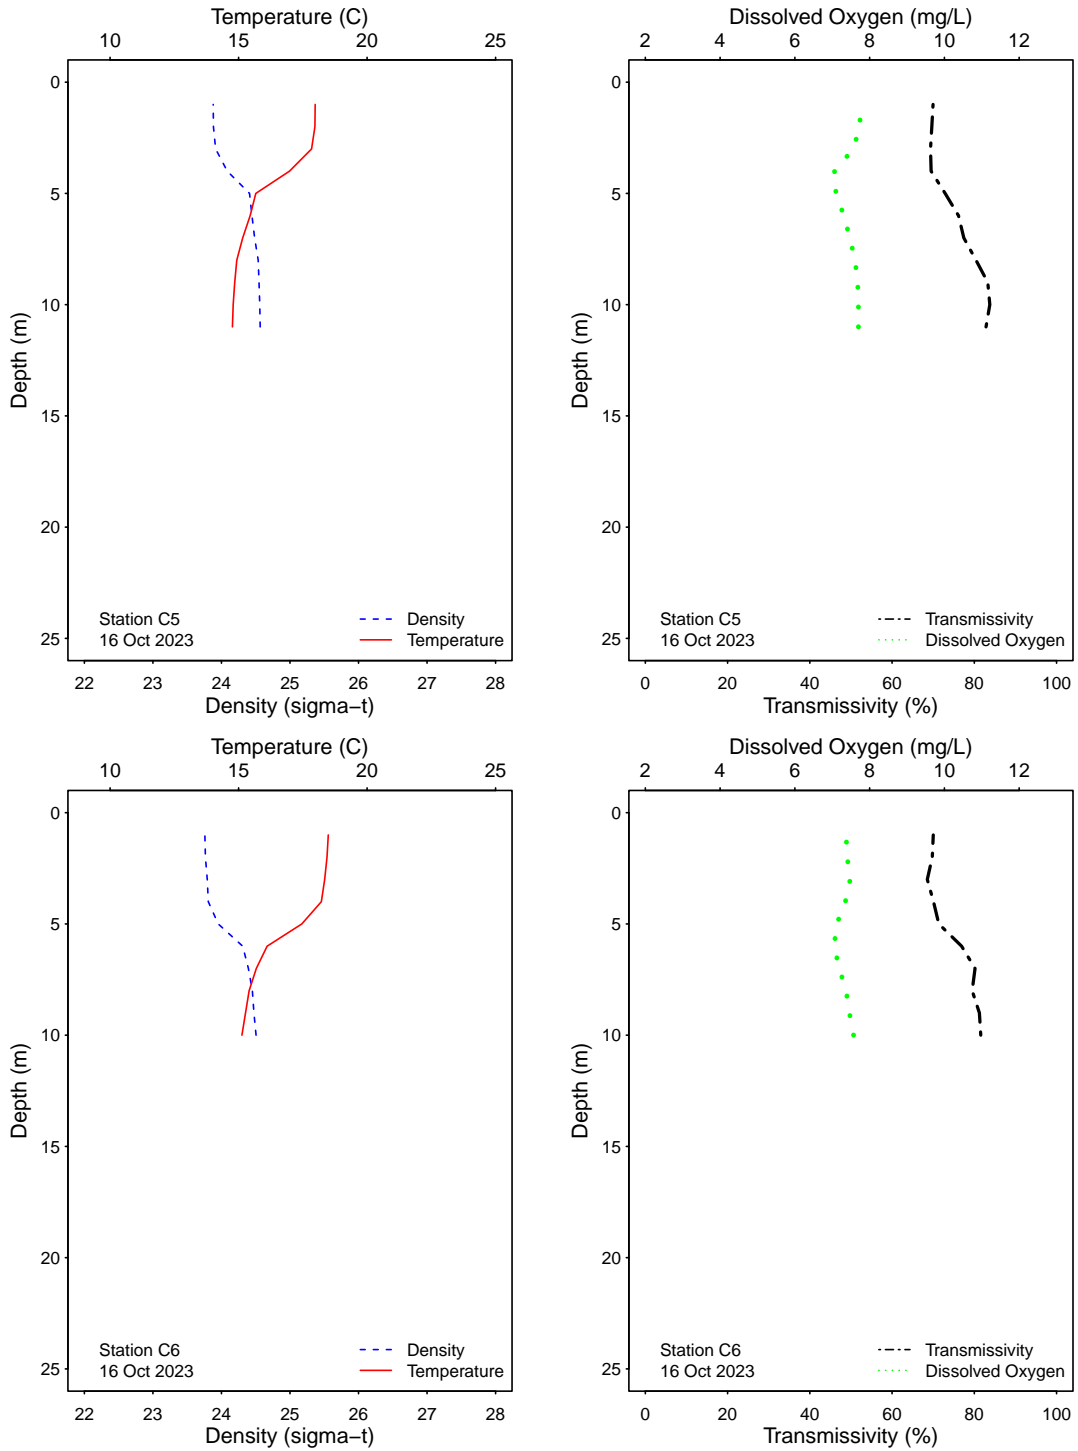 Temperature (C)
10 15 20 25
0
5
10
15
20
25
Depth (m)
Station C5
16 Oct 2023
Density
Temperature
22 23 24 25 26 27 28
Density (sigma−t)
Dissolved Oxygen (mg/L)
2 4 6 8 10 12
0
5
10
15
20
25
Depth (m)
Station C5
16 Oct 2023
Transmissivity
Dissolved Oxygen
0 20 40 60 80 100
Transmissivity (%)
Temperature (C)
10 15 20 25
0
5
10
15
20
25
Depth (m)
Station C6
16 Oct 2023
Density
Temperature
22 23 24 25 26 27 28
Density (sigma−t)
Dissolved Oxygen (mg/L)
2 4 6 8 10 12
0
5
10
15
20
25
Depth (m)
Station C6
16 Oct 2023
Transmissivity
Dissolved Oxygen
0 20 40 60 80 100
Transmissivity (%)